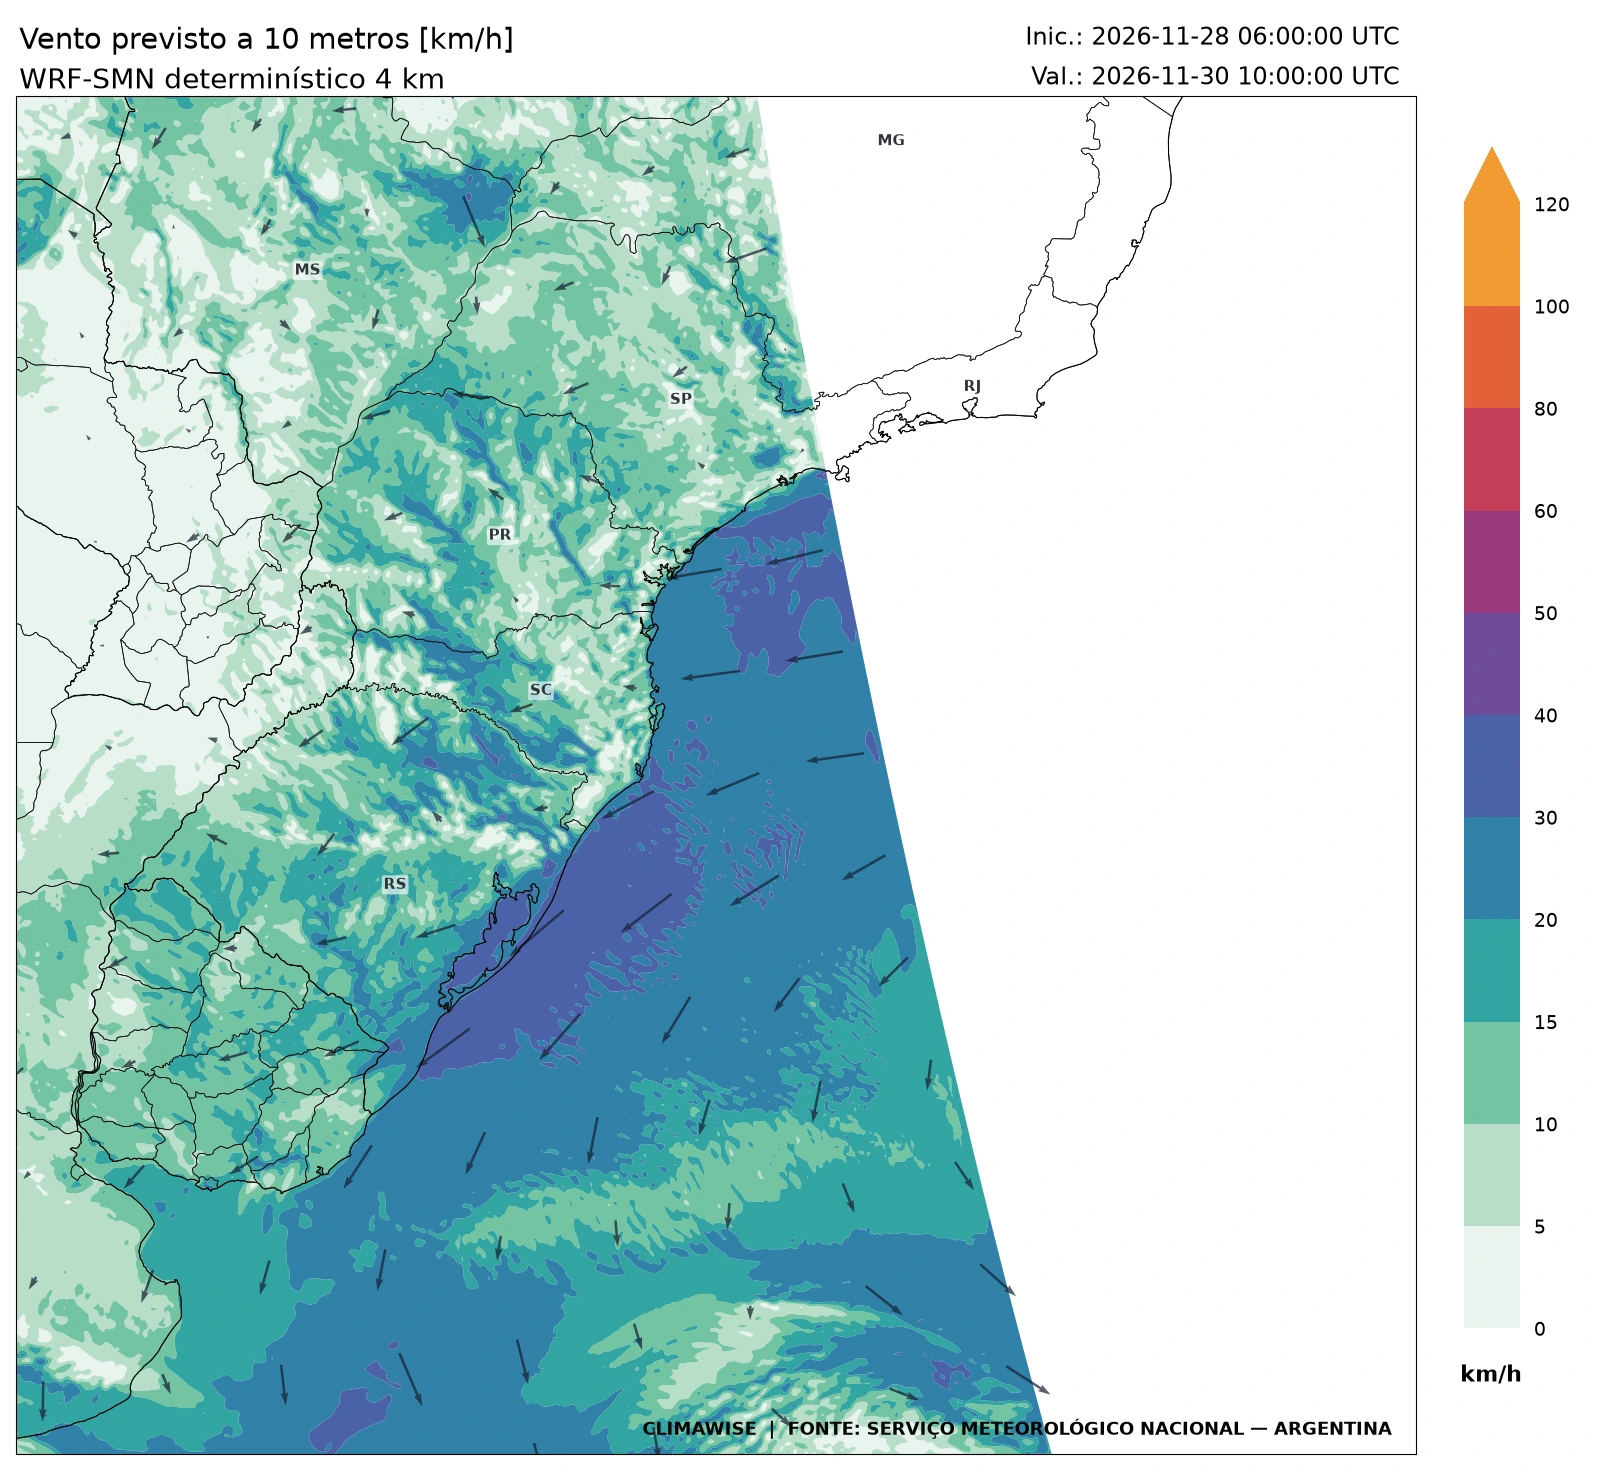 Vento previsto a 10 metros [km/h]
WRF-SMN determinístico 4 km
Inic.: 2026-11-28 06:00:00 UTC
Val.: 2026-11-30 10:00:00 UTC
MG
MS
RJ
SP
PR
SC
RS
120
100
80
60
50
40
30
20
15
10
5
0
km/h
CLIMAWISE | FONTE: SERVIÇO METEOROLÓGICO NACIONAL — ARGENTINA